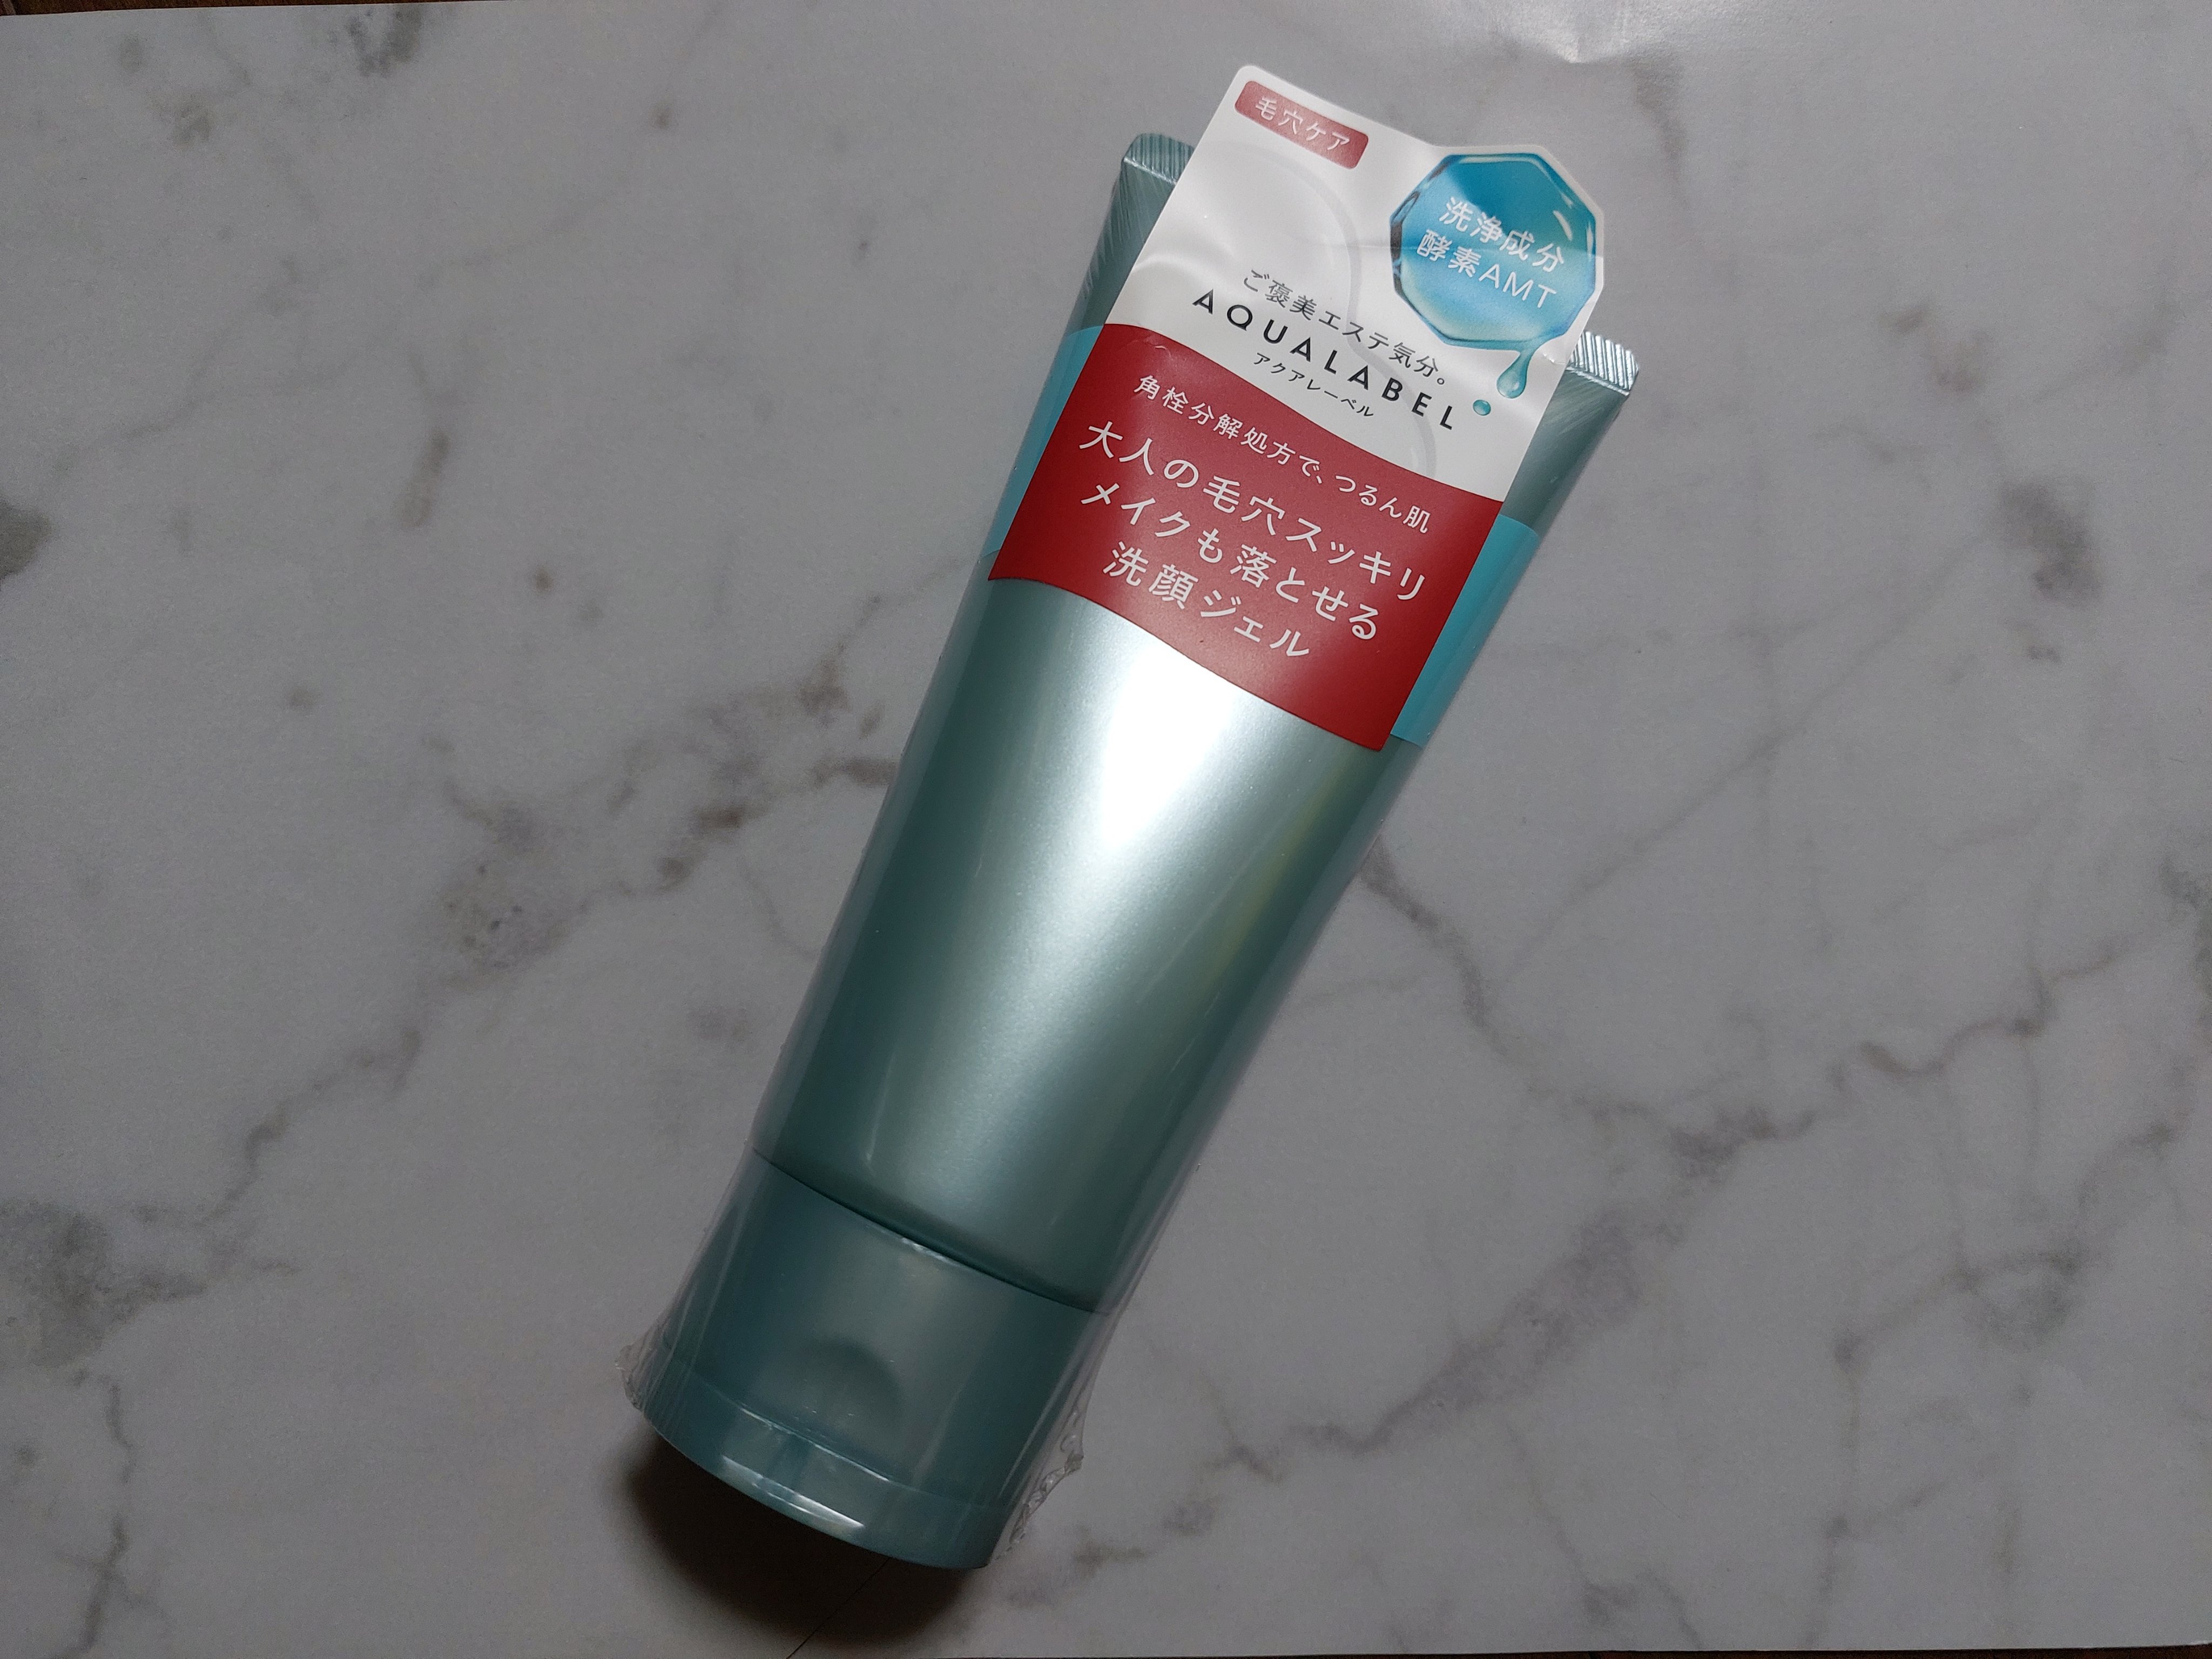 毛穴ケア
洗浄成分
酵素AMT
ご褒美エステ気分。
AQUALABEL
アクアレーベル
角栓分解処方で、つるん肌
大人の毛穴スッキリ
メイクも落とせる
洗顔ジェル